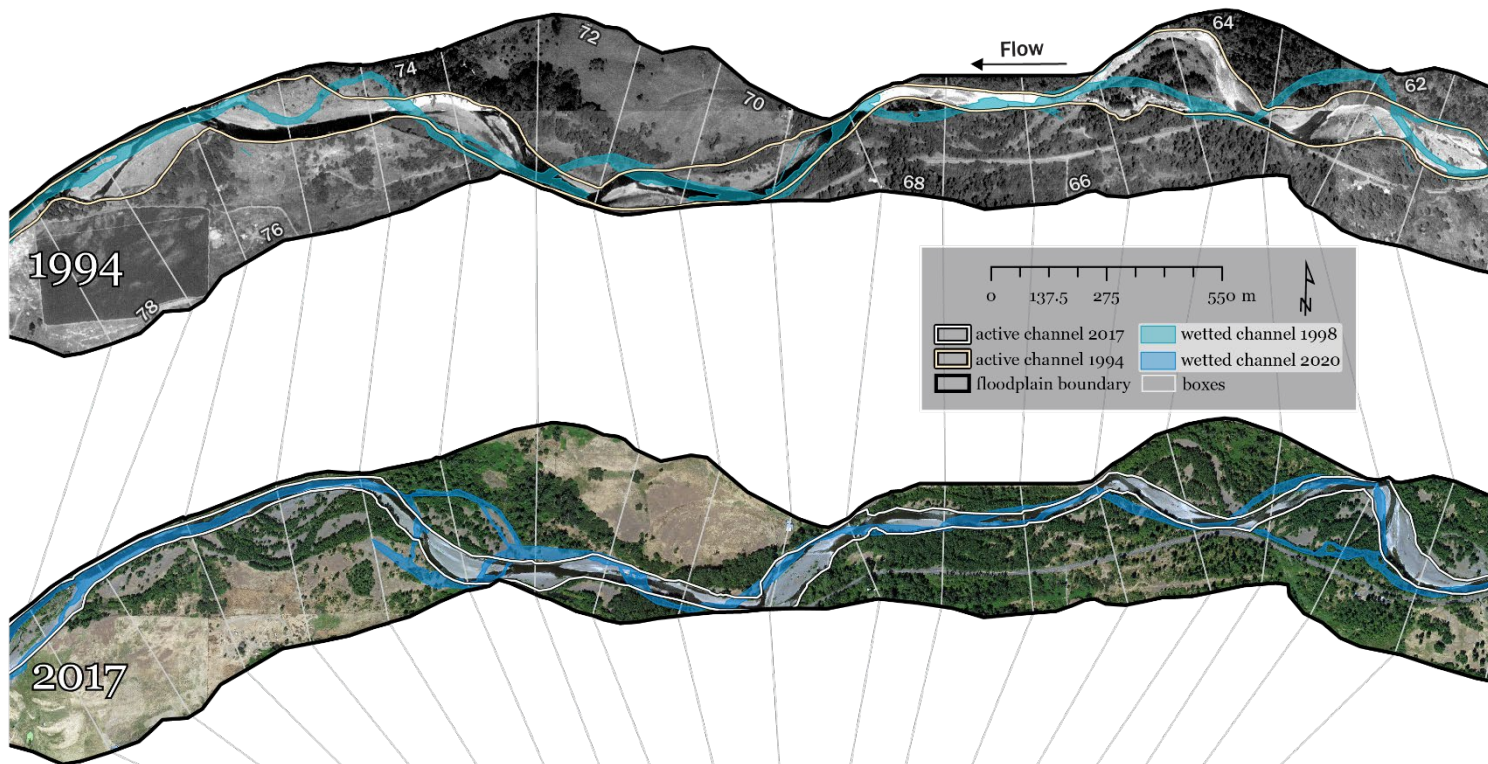 72
74
70
Flow
64
62
68
66
76
78
1994
0 137.5 275 550 m
N
active channel 2017
wetted channel 1998
active channel 1994
wetted channel 2020
floodplain boundary
boxes
2017